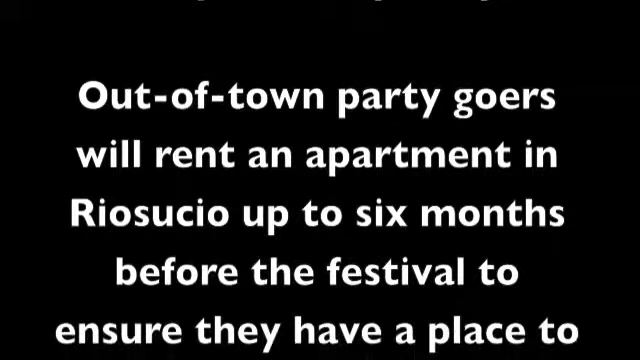 Out-of-town party goers
will rent an apartment in
Riosucio up to six months
before the festival to
ensure they have a place to